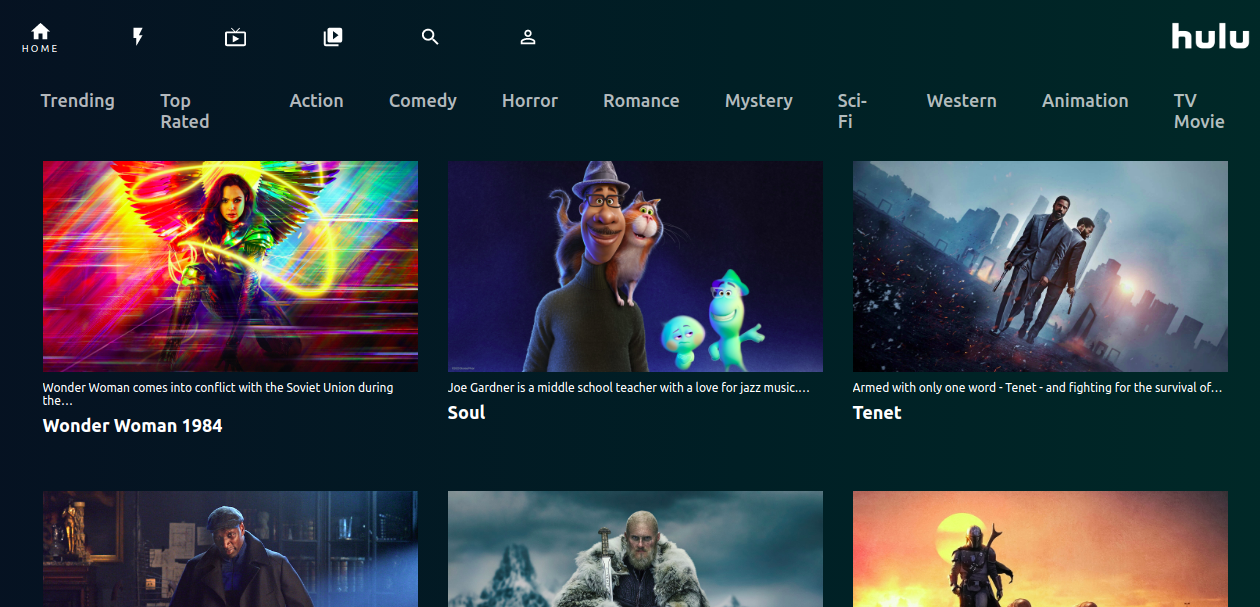 HOME
hulu
Trending
Top
Rated
Action
Comedy
Horror
Romance
Mystery
Sci-
Fi
Western
Animation
TV
Movie
Wonder Woman comes into conflict with the Soviet Union during
the...
Wonder Woman 1984
Joe Gardner is a middle school teacher with a love for jazz music....
Soul
Armed with only one word - Tenet - and fighting for the survival of...
Tenet